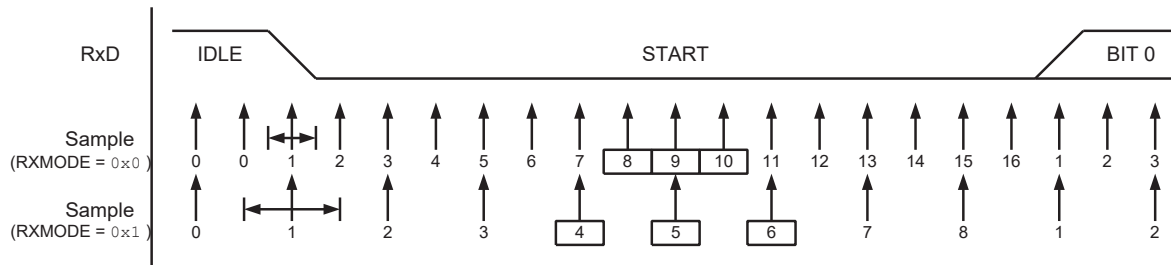 RxD IDLE START BIT 0
Sample
(RXMODE = 0x0 ) 0 0 1 2 3 4 5 6 7 8 9 10 11 12 13 14 15 16 1 2 3
Sample
(RXMODE = 0x1 ) 0 1 2 3 4 5 6 7 8 1 2